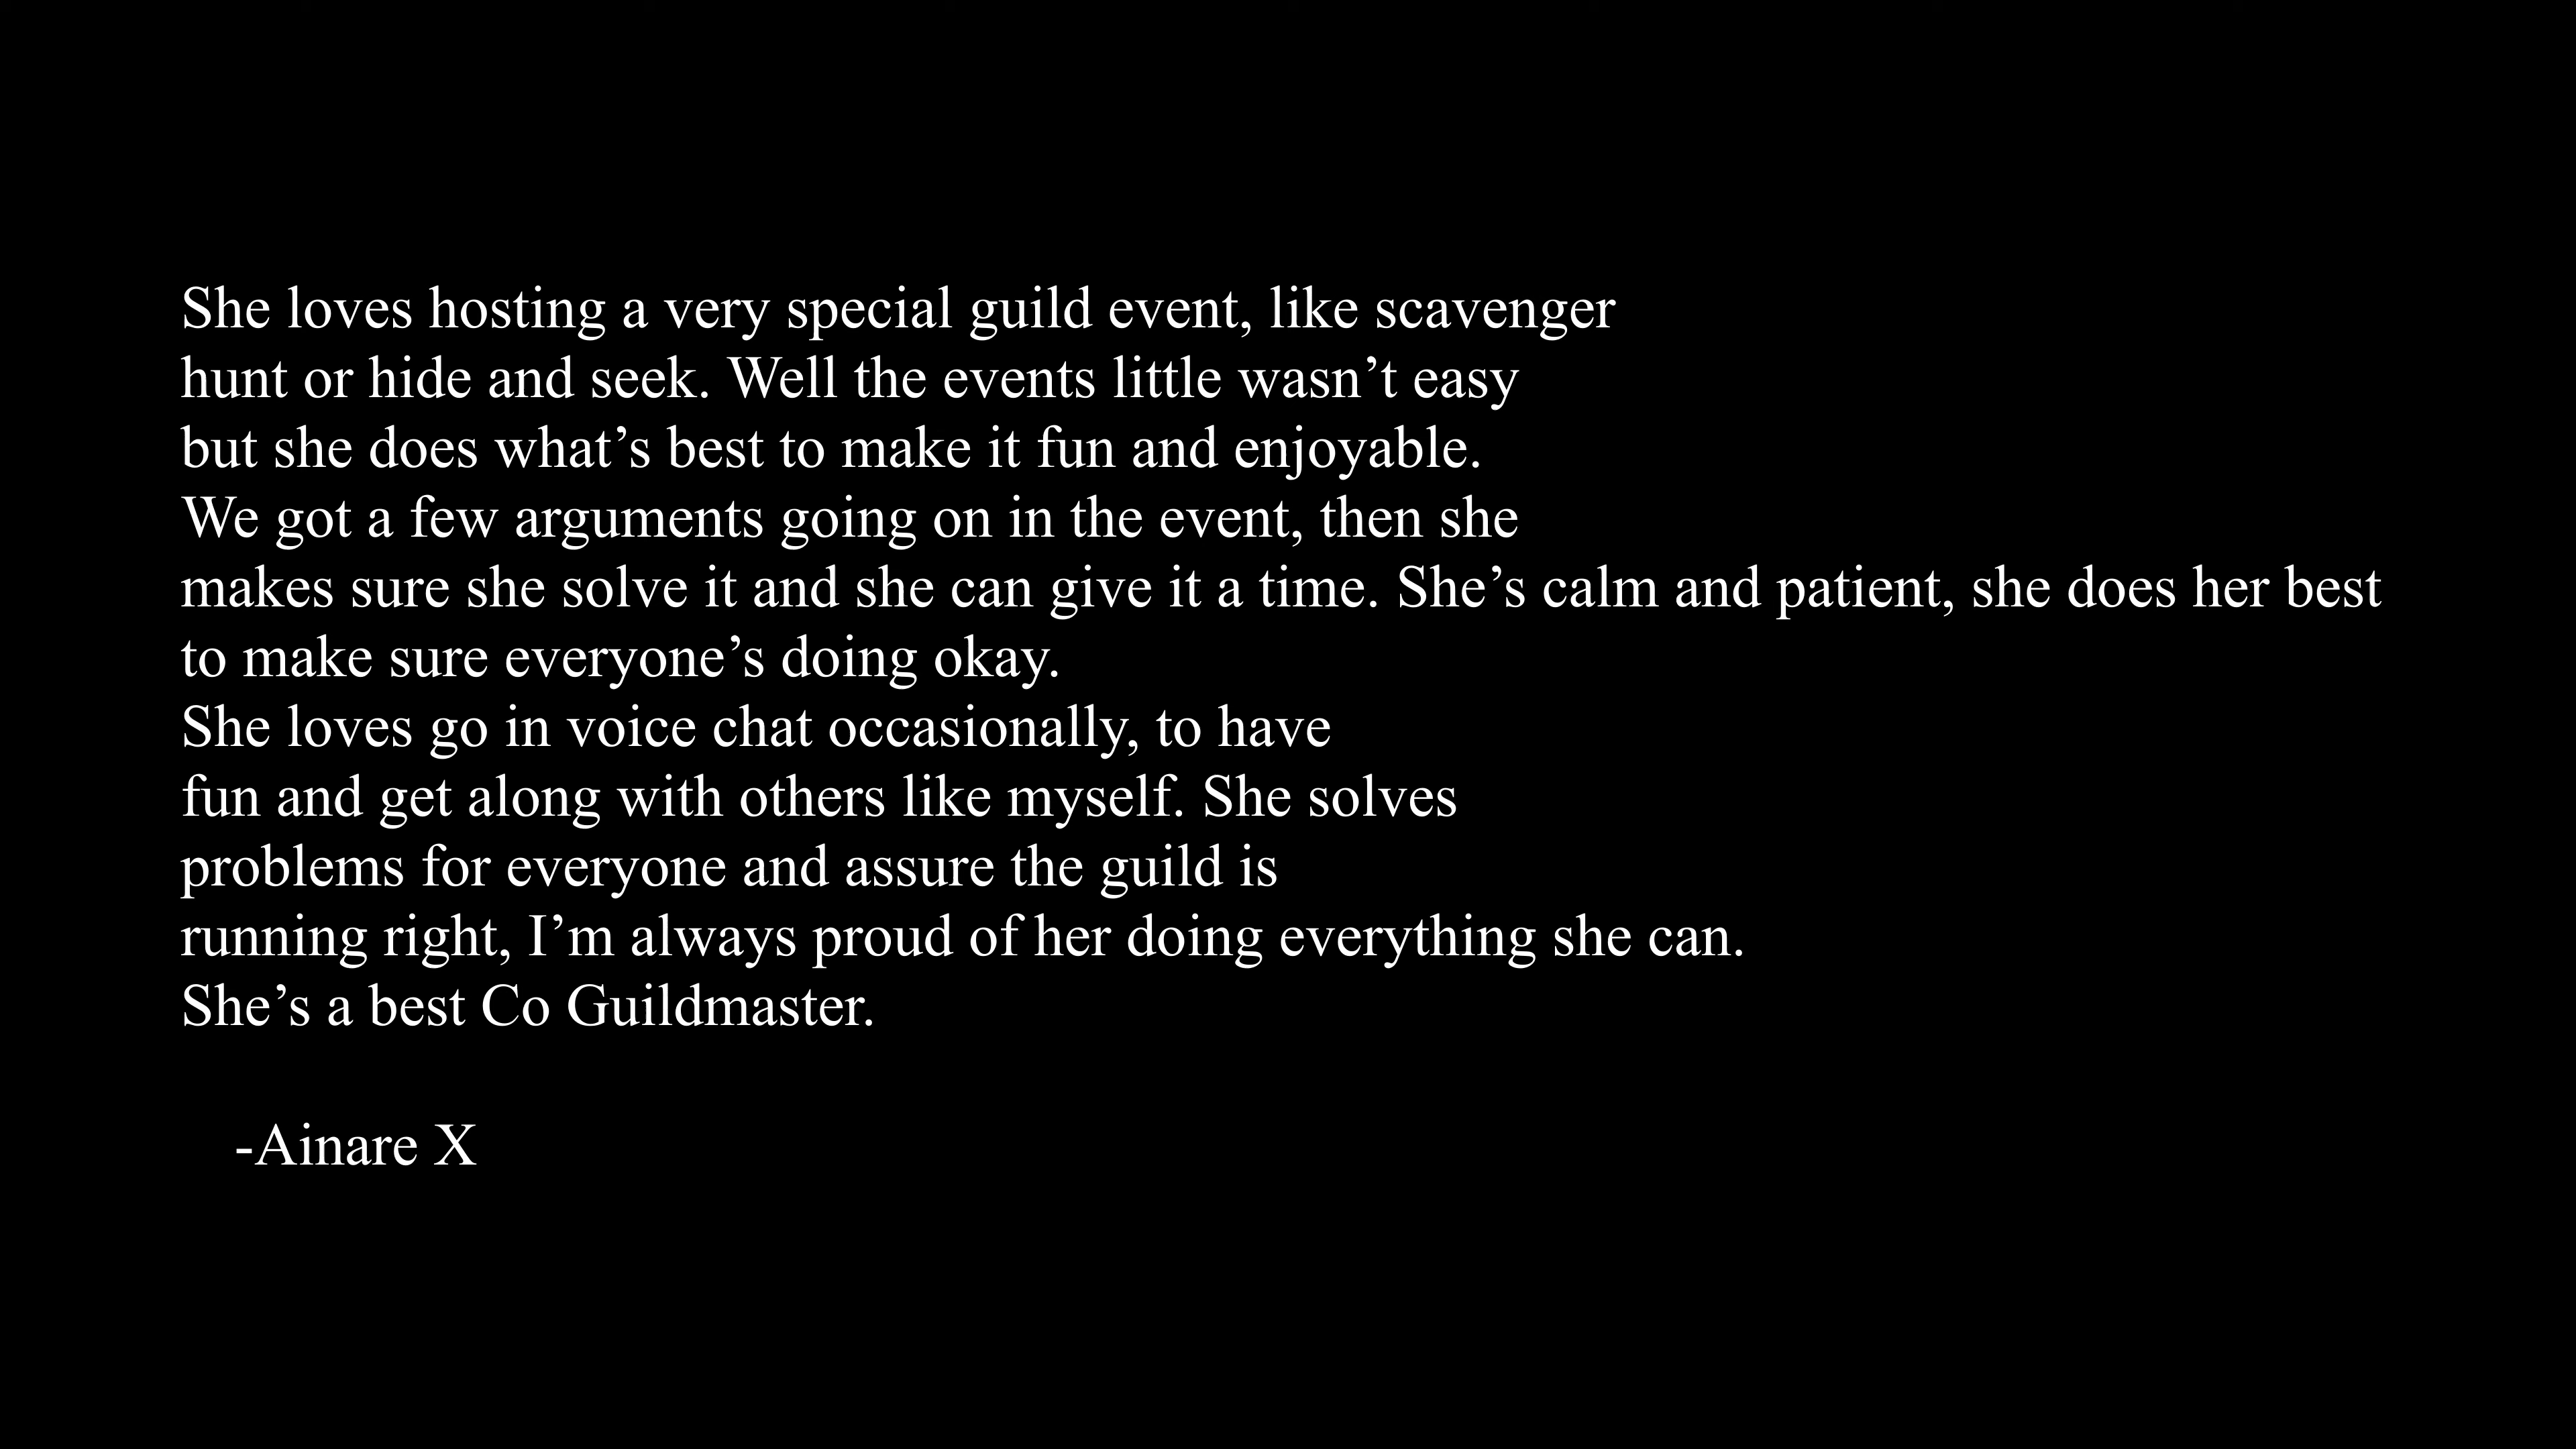 She loves hosting a very special guild event, like scavenger
hunt or hide and seek. Well the events little wasn’t easy
but she does what’s best to make it fun and enjoyable.
We got a few arguments going on in the event, then she
makes sure she solve it and she can give it a time. She’s calm and patient, she does her best
to make sure everyone’s doing okay.
She loves go in voice chat occasionally, to have
fun and get along with others like myself. She solves
problems for everyone and assure the guild is
running right, I’m always proud of her doing everything she can.
She’s a best Co Guildmaster.
-Ainare X